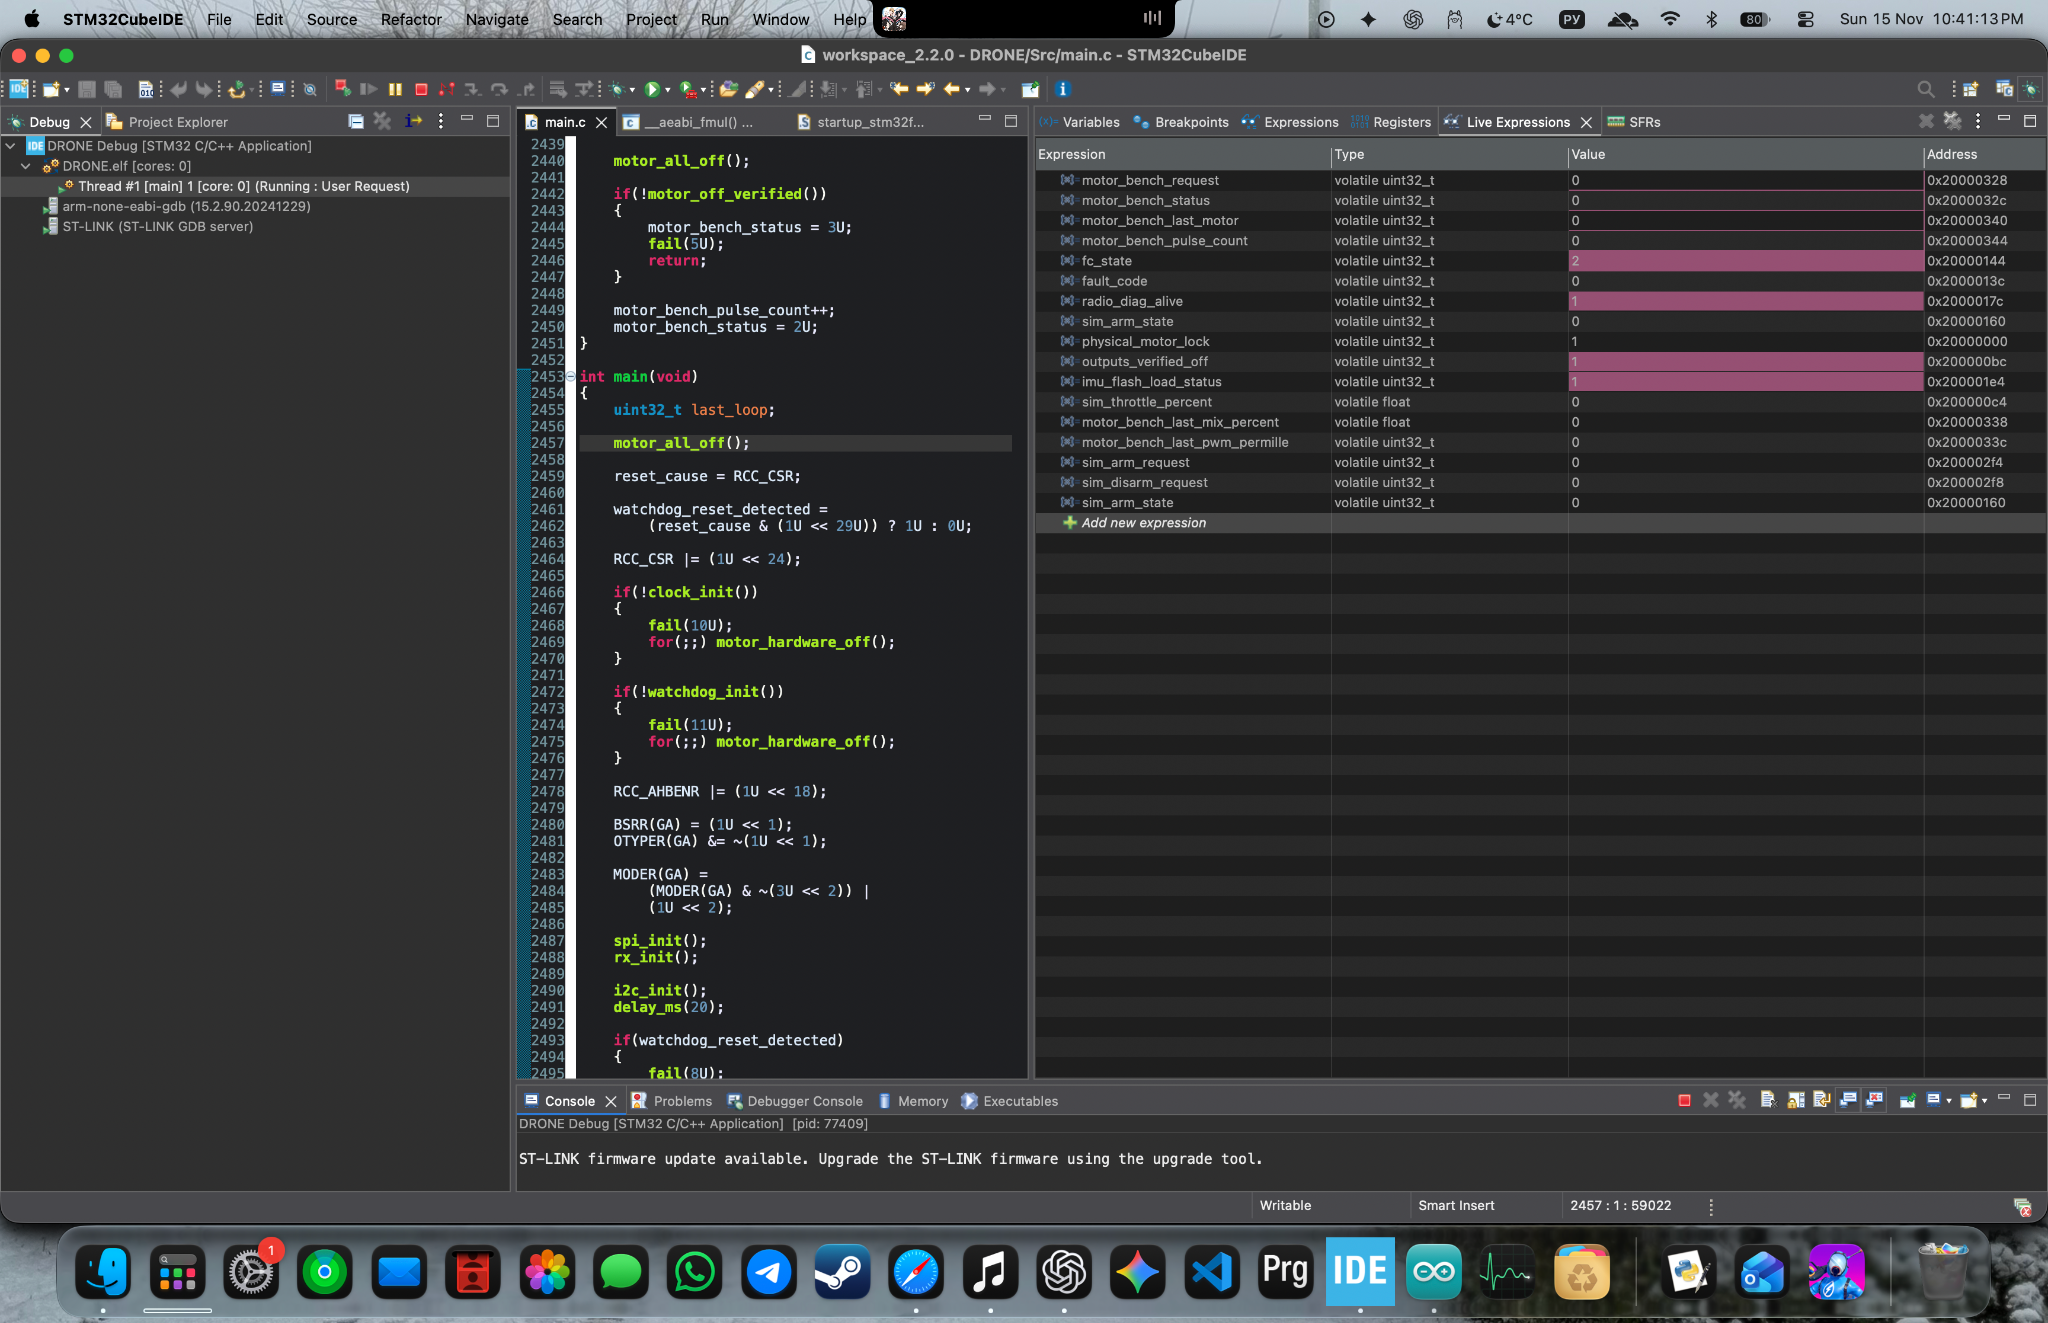 STM32CubeIDE File Edit Source Refactor Navigate Search Project Run Window Help 4°C РУ 80 Sun 15 Nov 10:41:13 PM
workspace_2.2.0 - DRONE/Src/main.c - STM32CubeIDE
Debug Project Explorer
IDE DRONE Debug [STM32 C/C++ Application]
DRONE.elf [cores: 0]
Thread #1 [main] 1 [core: 0] (Running : User Request)
arm-none-eabi-gdb (15.2.90.20241229)
ST-LINK (ST-LINK GDB server)
main.c __aeabi_fmul() ... startup_stm32f...
2439
2440 motor_all_off();
2441
2442 if(!motor_off_verified())
2443 {
2444 motor_bench_status = 3U;
2445 fail(5U);
2446 return;
2447 }
2448
2449 motor_bench_pulse_count++;
2450 motor_bench_status = 2U;
2451 }
2452
2453 int main(void)
2454 {
2455 uint32_t last_loop;
2456
2457 motor_all_off();
2458
2459 reset_cause = RCC_CSR;
2460
2461 watchdog_reset_detected =
2462 (reset_cause & (1U << 29U)) ? 1U : 0U;
2463
2464 RCC_CSR |= (1U << 24);
2465
2466 if(!clock_init())
2467 {
2468 fail(10U);
2469 for(;;) motor_hardware_off();
2470 }
2471
2472 if(!watchdog_init())
2473 {
2474 fail(11U);
2475 for(;;) motor_hardware_off();
2476 }
2477
2478 RCC_AHBENR |= (1U << 18);
2479
2480 BSRR(GA) = (1U << 1);
2481 OTYPER(GA) &= ~(1U << 1);
2482
2483 MODER(GA) =
2484 (MODER(GA) & ~(3U << 2)) |
2485 (1U << 2);
2486
2487 spi_init();
2488 rx_init();
2489
2490 i2c_init();
2491 delay_ms(20);
2492
2493 if(watchdog_reset_detected)
2494 {
2495 fail(8U);
Variables Breakpoints Expressions Registers Live Expressions SFRs
Expression Type Value Address
motor_bench_request volatile uint32_t 0 0x20000328
motor_bench_status volatile uint32_t 0 0x2000032c
motor_bench_last_motor volatile uint32_t 0 0x20000340
motor_bench_pulse_count volatile uint32_t 0 0x20000344
fc_state volatile uint32_t 2 0x20000144
fault_code volatile uint32_t 0 0x2000013c
radio_diag_alive volatile uint32_t 1 0x2000017c
sim_arm_state volatile uint32_t 0 0x20000160
physical_motor_lock volatile uint32_t 1 0x20000000
outputs_verified_off volatile uint32_t 1 0x200000bc
imu_flash_load_status volatile uint32_t 1 0x200001e4
sim_throttle_percent volatile float 0 0x200000c4
motor_bench_last_mix_percent volatile float 0 0x20000338
motor_bench_last_pwm_permille volatile uint32_t 0 0x2000033c
sim_arm_request volatile uint32_t 0 0x200002f4
sim_disarm_request volatile uint32_t 0 0x200002f8
sim_arm_state volatile uint32_t 0 0x20000160
Add new expression
Console Problems Debugger Console Memory Executables
DRONE Debug [STM32 C/C++ Application] [pid: 77409]
ST-LINK firmware update available. Upgrade the ST-LINK firmware using the upgrade tool.
Writable Smart Insert 2457 : 1 : 59022
1
Prg
IDE